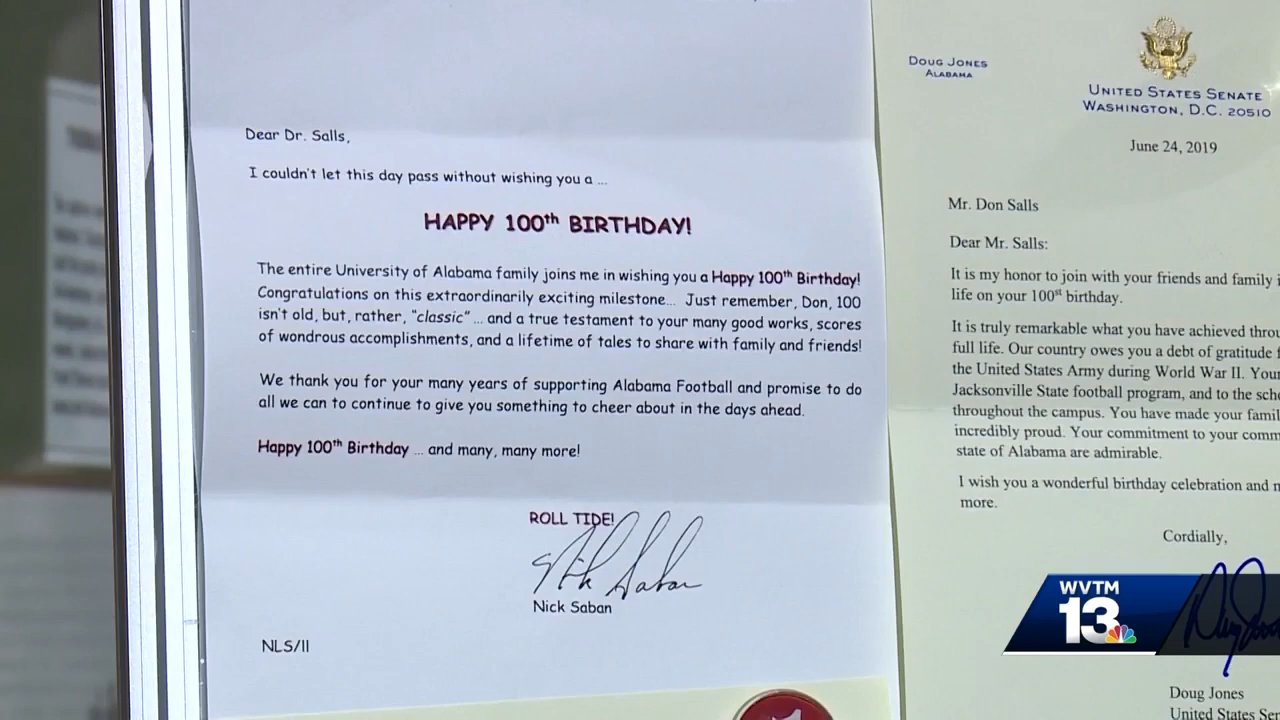 Dear Dr. Salls,
I couldn't let this day pass without wishing you a ...
HAPPY 100th BIRTHDAY!
The entire University of Alabama family joins me in wishing you a Happy 100th Birthday!
Congratulations on this extraordinarily exciting milestone... Just remember, Don, 100
isn't old, but, rather, "classic" ... and a true testament to your many good works, scores
of wondrous accomplishments, and a lifetime of tales to share with family and friends!
We thank you for your many years of supporting Alabama Football and promise to do
all we can to continue to give you something to cheer about in the days ahead.
Happy 100th Birthday ... and many, many more!
ROLL TIDE!
Nick Saban
Nick Saban
NLS/ll
DOUG JONES
ALABAMA
UNITED STATES SENATE
WASHINGTON, D.C. 20510
June 24, 2019
Mr. Don Salls
Dear Mr. Salls:
It is my honor to join with your friends and family
life on your 100st birthday.
It is truly remarkable what you have achieved
full life. Our country owes you a debt of gratitude
the United States Army during World War II.
Jacksonville State football program, and to the
throughout the campus. You have made your
incredibly proud. Your commitment to your
state of Alabama are admirable.
I wish you a wonderful birthday celebration and
more.
Cordially,
Doug Jones
United States
WVTM
13